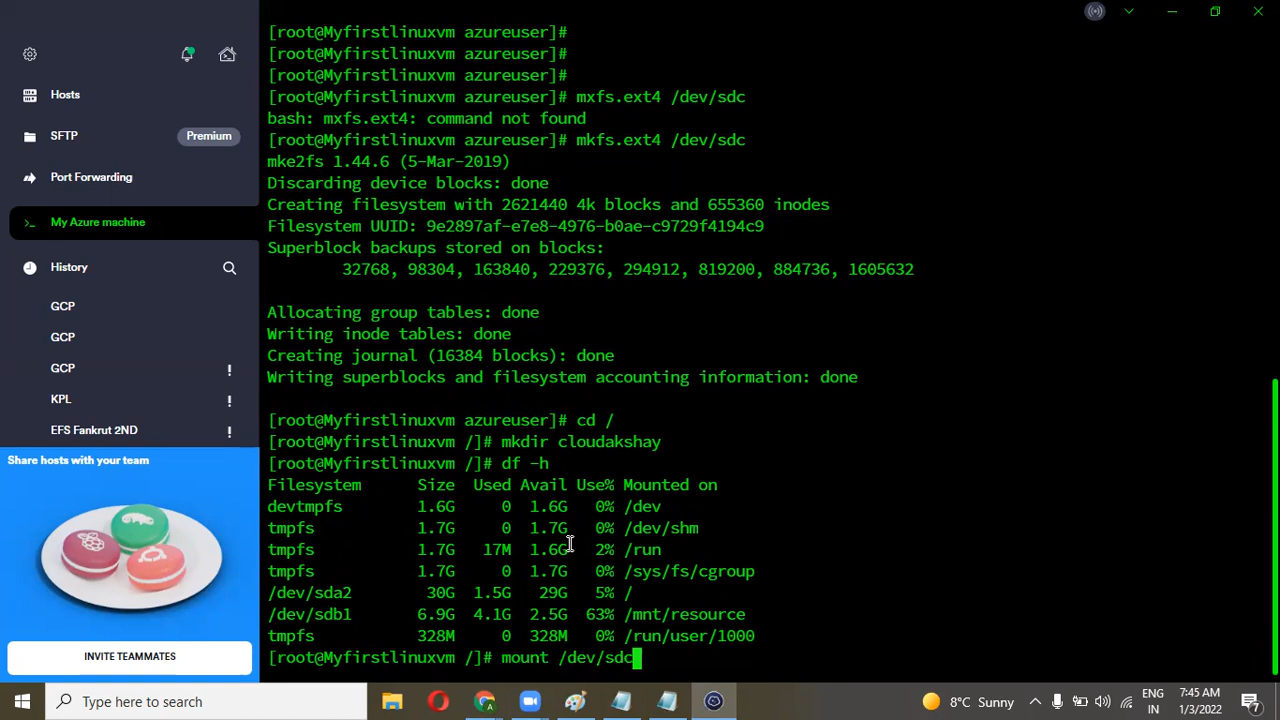 Hosts
SFTP Premium
Port Forwarding
>_ My Azure machine
History
GCP
GCP
GCP !
KPL !
EFS Fankrut 2ND !
Share hosts with your team
INVITE TEAMMATES
[root@Myfirstlinuxvm azureuser]#
[root@Myfirstlinuxvm azureuser]#
[root@Myfirstlinuxvm azureuser]#
[root@Myfirstlinuxvm azureuser]# mxfs.ext4 /dev/sdc
bash: mxfs.ext4: command not found
[root@Myfirstlinuxvm azureuser]# mkfs.ext4 /dev/sdc
mke2fs 1.44.6 (5-Mar-2019)
Discarding device blocks: done
Creating filesystem with 2621440 4k blocks and 655360 inodes
Filesystem UUID: 9e2897af-e7e8-4976-b0ae-c9729f4194c9
Superblock backups stored on blocks:
32768, 98304, 163840, 229376, 294912, 819200, 884736, 1605632
Allocating group tables: done
Writing inode tables: done
Creating journal (16384 blocks): done
Writing superblocks and filesystem accounting information: done
[root@Myfirstlinuxvm azureuser]# cd /
[root@Myfirstlinuxvm /]# mkdir cloudakshay
[root@Myfirstlinuxvm /]# df -h
Filesystem Size Used Avail Use% Mounted on
devtmpfs 1.6G 0 1.6G 0% /dev
tmpfs 1.7G 0 1.7G 0% /dev/shm
tmpfs 1.7G 17M 1.6G 2% /run
tmpfs 1.7G 0 1.7G 0% /sys/fs/cgroup
/dev/sda2 30G 1.5G 29G 5% /
/dev/sdb1 6.9G 4.1G 2.5G 63% /mnt/resource
tmpfs 328M 0 328M 0% /run/user/1000
[root@Myfirstlinuxvm /]# mount /dev/sdc
Type here to search
8°C Sunny
ENG
IN
7:45 AM
1/3/2022
7